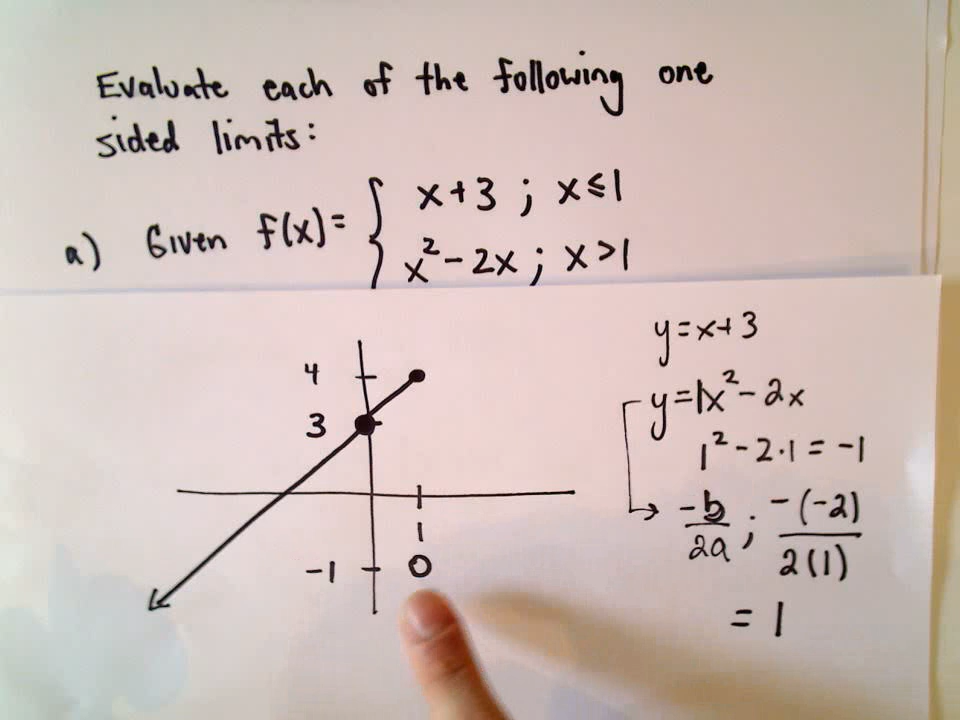 Evaluate each of the following one
sided limits:
a) Given f(x)= { x+3 ; x≤1
x²-2x ; x>1
4
3
1
-1
y=x+3
y=1x²-2x
1²-2·1=-1
-b/2a ; -(-2)/2(1)
= 1